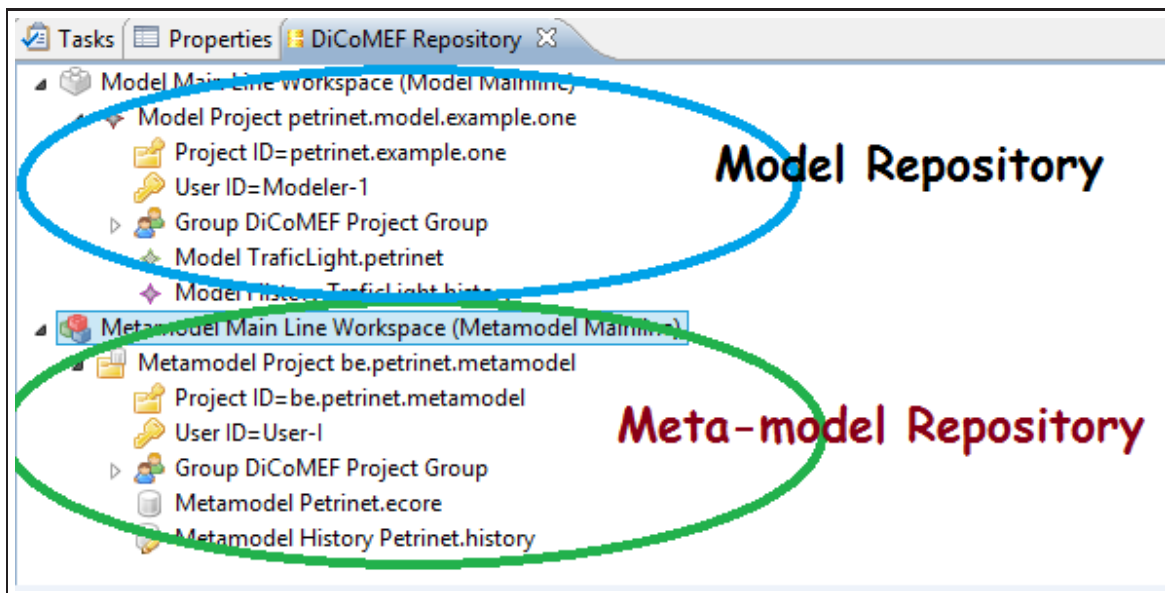 Tasks Properties DiCoMEF Repository
Model Main Line Workspace (Model Mainline)
Model Project petrinet.model.example.one
Project ID=petrinet.example.one
Model Repository
User ID=Modeler-1
Group DiCoMEF Project Group
Model TraficLight.petrinet
Model History TraficLight.history
Metamodel Main Line Workspace (Metamodel Mainline)
Metamodel Project be.petrinet.metamodel
Project ID=be.petrinet.metamodel
Meta-model Repository
User ID=User-I
Group DiCoMEF Project Group
Metamodel Petrinet.ecore
Metamodel History Petrinet.history